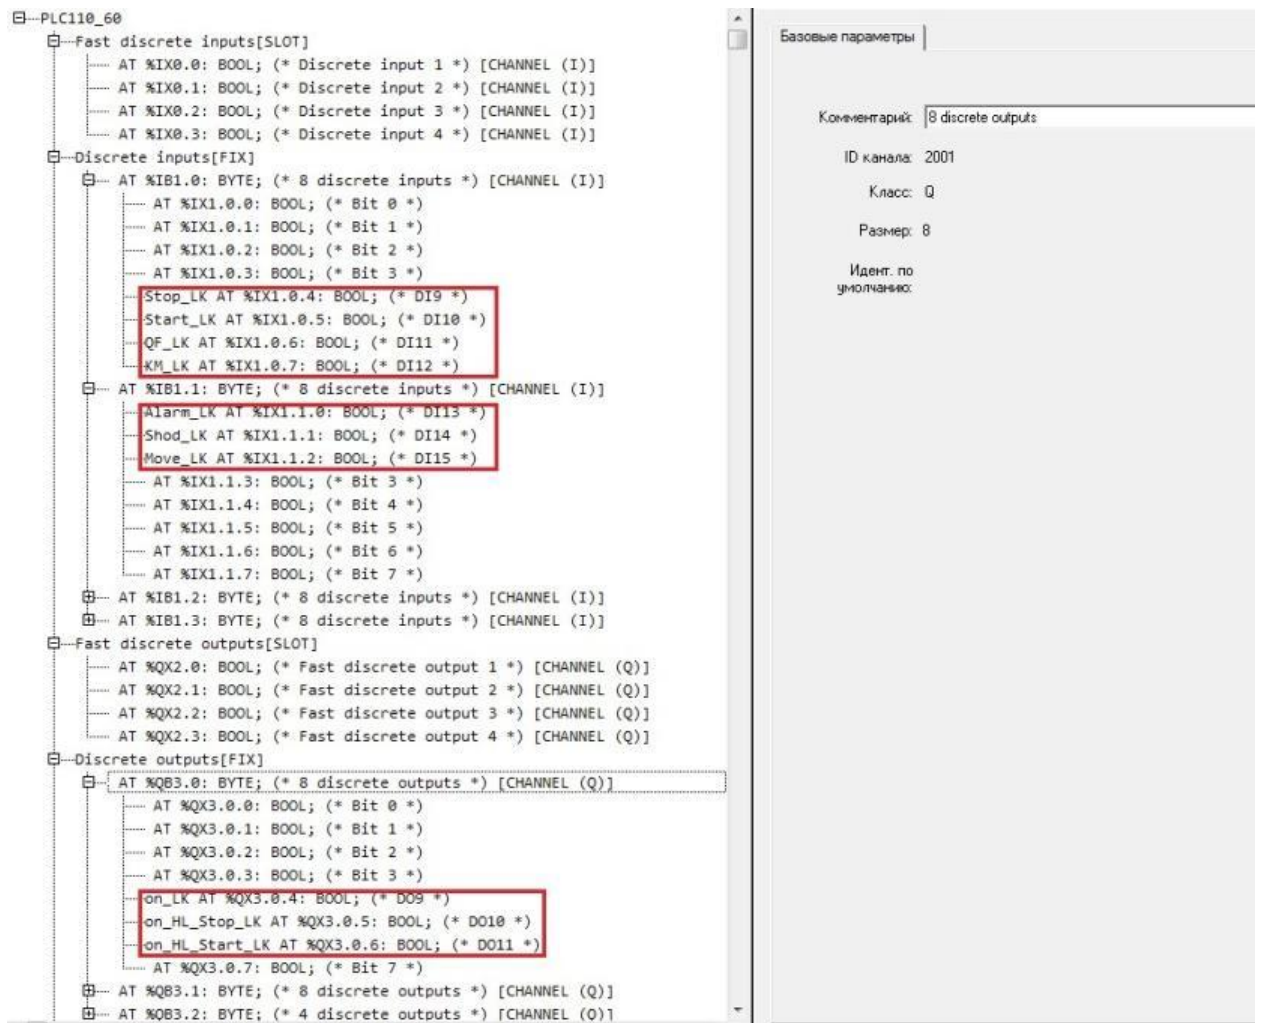 PLC110_60
Fast discrete inputs[SLOT]
AT %IX0.0: BOOL; (* Discrete input 1 *) [CHANNEL (I)]
AT %IX0.1: BOOL; (* Discrete input 2 *) [CHANNEL (I)]
AT %IX0.2: BOOL; (* Discrete input 3 *) [CHANNEL (I)]
AT %IX0.3: BOOL; (* Discrete input 4 *) [CHANNEL (I)]
Discrete inputs[FIX]
AT %IB1.0: BYTE; (* 8 discrete inputs *) [CHANNEL (I)]
AT %IX1.0.0: BOOL; (* Bit 0 *)
AT %IX1.0.1: BOOL; (* Bit 1 *)
AT %IX1.0.2: BOOL; (* Bit 2 *)
AT %IX1.0.3: BOOL; (* Bit 3 *)
Stop_LK AT %IX1.0.4: BOOL; (* DI9 *)
Start_LK AT %IX1.0.5: BOOL; (* DI10 *)
QF_LK AT %IX1.0.6: BOOL; (* DI11 *)
KM_LK AT %IX1.0.7: BOOL; (* DI12 *)
AT %IB1.1: BYTE; (* 8 discrete inputs *) [CHANNEL (I)]
Alarm_LK AT %IX1.1.0: BOOL; (* DI13 *)
Shod_LK AT %IX1.1.1: BOOL; (* DI14 *)
Move_LK AT %IX1.1.2: BOOL; (* DI15 *)
AT %IX1.1.3: BOOL; (* Bit 3 *)
AT %IX1.1.4: BOOL; (* Bit 4 *)
AT %IX1.1.5: BOOL; (* Bit 5 *)
AT %IX1.1.6: BOOL; (* Bit 6 *)
AT %IX1.1.7: BOOL; (* Bit 7 *)
AT %IB1.2: BYTE; (* 8 discrete inputs *) [CHANNEL (I)]
AT %IB1.3: BYTE; (* 8 discrete inputs *) [CHANNEL (I)]
Fast discrete outputs[SLOT]
AT %QX2.0: BOOL; (* Fast discrete output 1 *) [CHANNEL (Q)]
AT %QX2.1: BOOL; (* Fast discrete output 2 *) [CHANNEL (Q)]
AT %QX2.2: BOOL; (* Fast discrete output 3 *) [CHANNEL (Q)]
AT %QX2.3: BOOL; (* Fast discrete output 4 *) [CHANNEL (Q)]
Discrete outputs[FIX]
AT %QB3.0: BYTE; (* 8 discrete outputs *) [CHANNEL (Q)]
AT %QX3.0.0: BOOL; (* Bit 0 *)
AT %QX3.0.1: BOOL; (* Bit 1 *)
AT %QX3.0.2: BOOL; (* Bit 2 *)
AT %QX3.0.3: BOOL; (* Bit 3 *)
on_LK AT %QX3.0.4: BOOL; (* DO9 *)
on_HL_Stop_LK AT %QX3.0.5: BOOL; (* DO10 *)
on_HL_Start_LK AT %QX3.0.6: BOOL; (* DO11 *)
AT %QX3.0.7: BOOL; (* Bit 7 *)
AT %QB3.1: BYTE; (* 8 discrete outputs *) [CHANNEL (Q)]
AT %QB3.2: BYTE; (* 4 discrete outputs *) [CHANNEL (Q)]
Базовые параметры
Комментарий: 8 discrete outputs
ID канала: 2001
Класс: Q
Размер: 8
Идент. по
умолчанию: